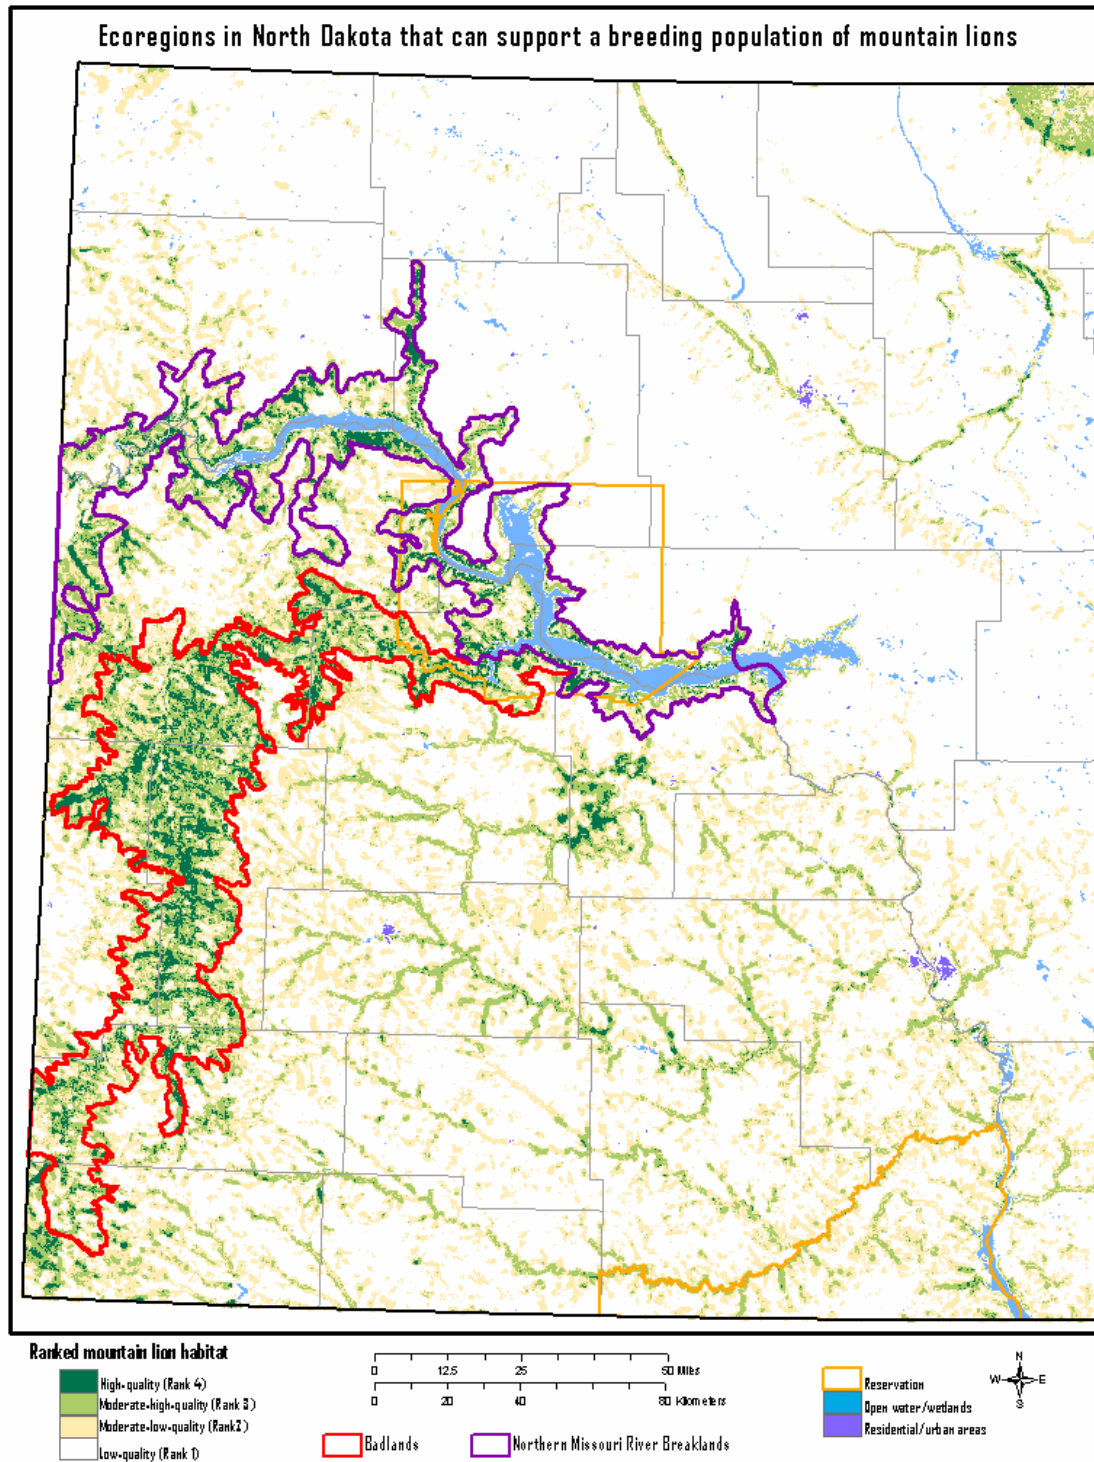 Ecoregions in North Dakota that can support a breeding population of mountain lions
Ranked mountain lion habitat
High-quality (Rank 4)
Moderate-high-quality (Rank 3)
Moderate-low-quality (Rank2)
Low-quality (Rank 1)
0 12.5 25 50 Miles
0 20 40 80 Kilometers
Badlands
Northern Missouri River Breaklands
Reservation
Open water/wetlands
Residential/urban areas
N
W E
S